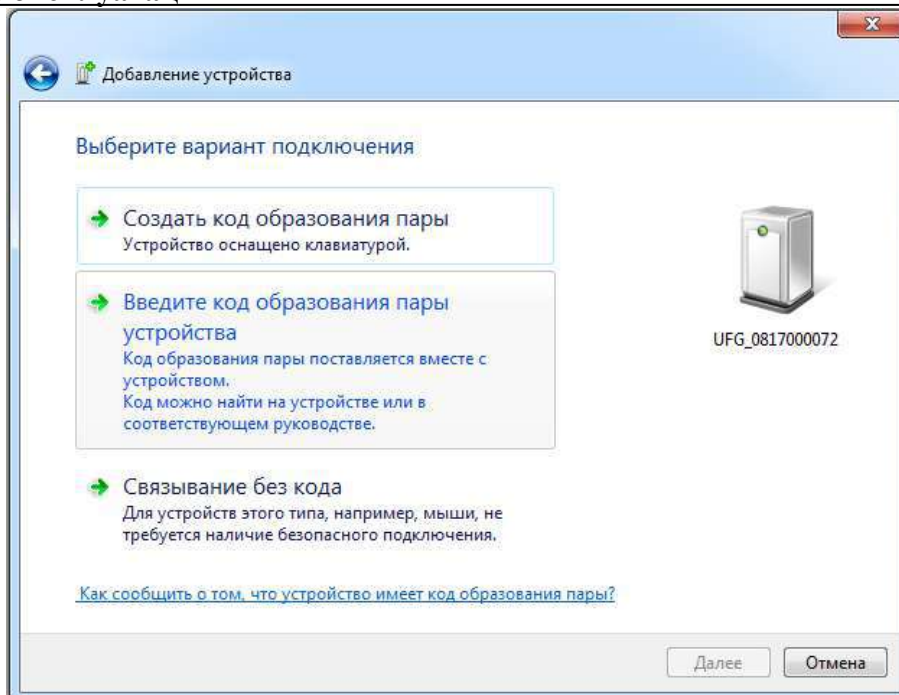 Добавление устройства
Выберите вариант подключения
Создать код образования пары
Устройство оснащено клавиатурой.
Введите код образования пары
устройства
Код образования пары поставляется вместе с
устройством.
Код можно найти на устройстве или в
соответствующем руководстве.
UFG_0817000072
Связывание без кода
Для устройств этого типа, например, мыши, не
требуется наличие безопасного подключения.
Как сообщить о том, что устройство имеет код образования пары?
Далее
Отмена